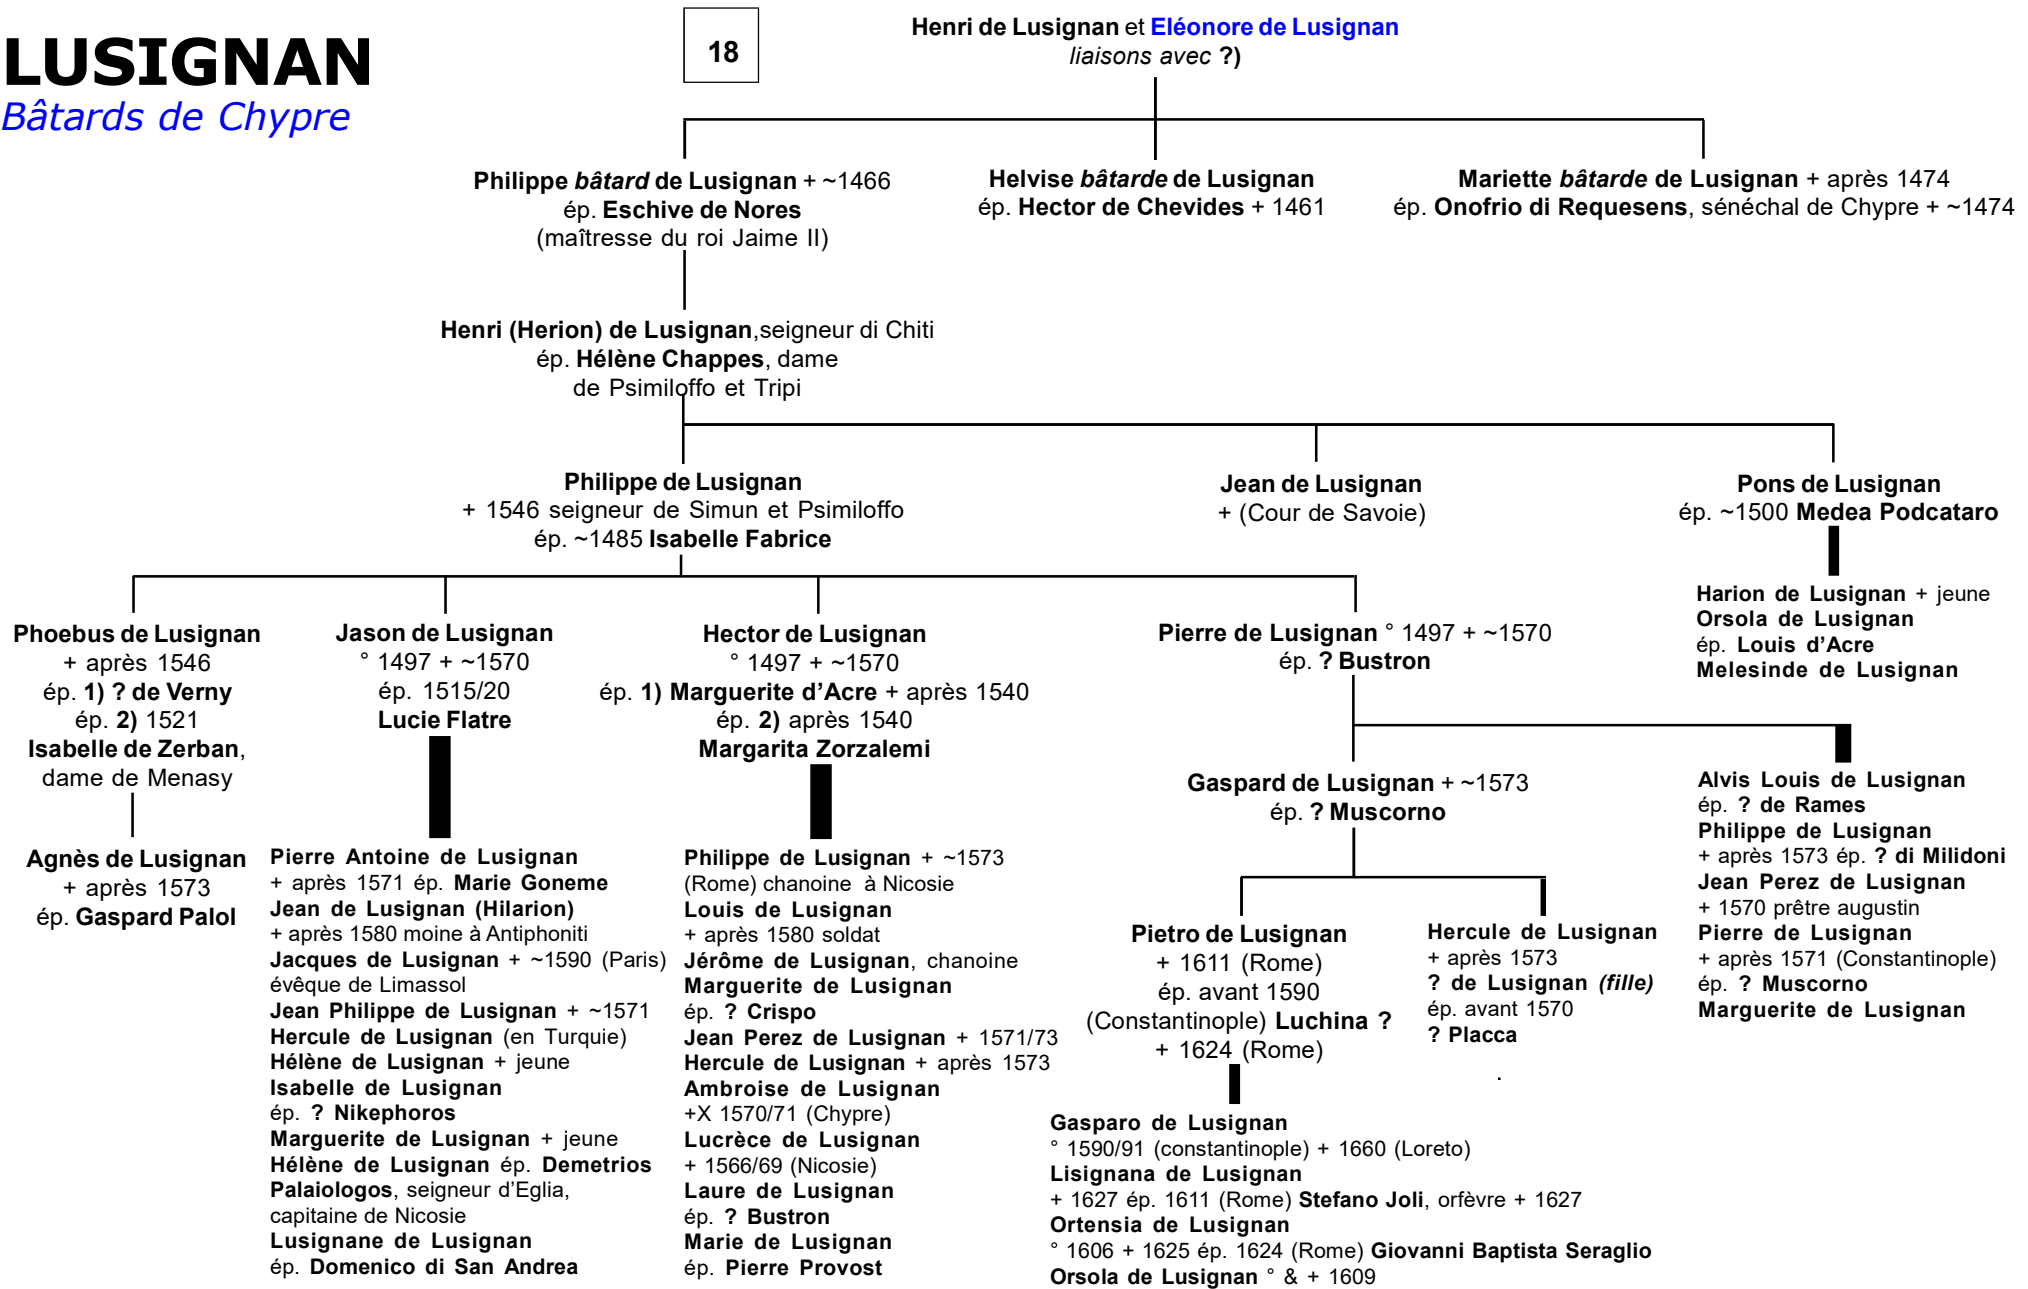 LUSIGNAN
Bâtards de Chypre
18
Henri de Lusignan et Eléonore de Lusignan
liaisons avec ?)
Philippe bâtard de Lusignan + ~1466
ép. Eschive de Nores
(maîtresse du roi Jaime II)
Helvise bâtarde de Lusignan
ép. Hector de Chevides + 1461
Mariette bâtarde de Lusignan + après 1474
ép. Onofrio di Requesens, sénéchal de Chypre + ~1474
Henri (Herion) de Lusignan,seigneur di Chiti
ép. Hélène Chappes, dame
de Psimiloffo et Tripi
Philippe de Lusignan
+ 1546 seigneur de Simun et Psimiloffo
ép. ~1485 Isabelle Fabrice
Jean de Lusignan
+ (Cour de Savoie)
Pons de Lusignan
ép. ~1500 Medea Podcataro
Harion de Lusignan + jeune
Orsola de Lusignan
ép. Louis d'Acre
Melesinde de Lusignan
Phoebus de Lusignan
+ après 1546
ép. 1) ? de Verny
ép. 2) 1521
Isabelle de Zerban,
dame de Menasy
Jason de Lusignan
° 1497 + ~1570
ép. 1515/20
Lucie Flatre
Hector de Lusignan
° 1497 + ~1570
ép. 1) Marguerite d'Acre + après 1540
ép. 2) après 1540
Margarita Zorzalemi
Pierre de Lusignan ° 1497 + ~1570
ép. ? Bustron
Agnès de Lusignan
+ après 1573
ép. Gaspard Palol
Pierre Antoine de Lusignan
+ après 1571 ép. Marie Goneme
Jean de Lusignan (Hilarion)
+ après 1580 moine à Antiphoniti
Jacques de Lusignan + ~1590 (Paris)
évêque de Limassol
Jean Philippe de Lusignan + ~1571
Hercule de Lusignan (en Turquie)
Hélène de Lusignan + jeune
Isabelle de Lusignan
ép. ? Nikephoros
Marguerite de Lusignan + jeune
Hélène de Lusignan ép. Demetrios
Palaiologos, seigneur d'Eglia,
capitaine de Nicosie
Lusignane de Lusignan
ép. Domenico di San Andrea
Philippe de Lusignan + ~1573
(Rome) chanoine à Nicosie
Louis de Lusignan
+ après 1580 soldat
Jérôme de Lusignan, chanoine
Marguerite de Lusignan
ép. ? Crispo
Jean Perez de Lusignan + 1571/73
Hercule de Lusignan + après 1573
Ambroise de Lusignan
+X 1570/71 (Chypre)
Lucrèce de Lusignan
+ 1566/69 (Nicosie)
Laure de Lusignan
ép. ? Bustron
Marie de Lusignan
ép. Pierre Provost
Gaspard de Lusignan + ~1573
ép. ? Muscorno
Alvis Louis de Lusignan
ép. ? de Rames
Philippe de Lusignan
+ après 1573 ép. ? di Milidoni
Jean Perez de Lusignan
+ 1570 prêtre augustin
Pierre de Lusignan
+ après 1571 (Constantinople)
ép. ? Muscorno
Marguerite de Lusignan
Pietro de Lusignan
+ 1611 (Rome)
ép. avant 1590
(Constantinople) Luchina ?
+ 1624 (Rome)
Hercule de Lusignan
+ après 1573
? de Lusignan (fille)
ép. avant 1570
? Placca
.
Gasparo de Lusignan
° 1590/91 (constantinople) + 1660 (Loreto)
Lisignana de Lusignan
+ 1627 ép. 1611 (Rome) Stefano Joli, orfèvre + 1627
Ortensia de Lusignan
° 1606 + 1625 ép. 1624 (Rome) Giovanni Baptista Seraglio
Orsola de Lusignan ° & + 1609